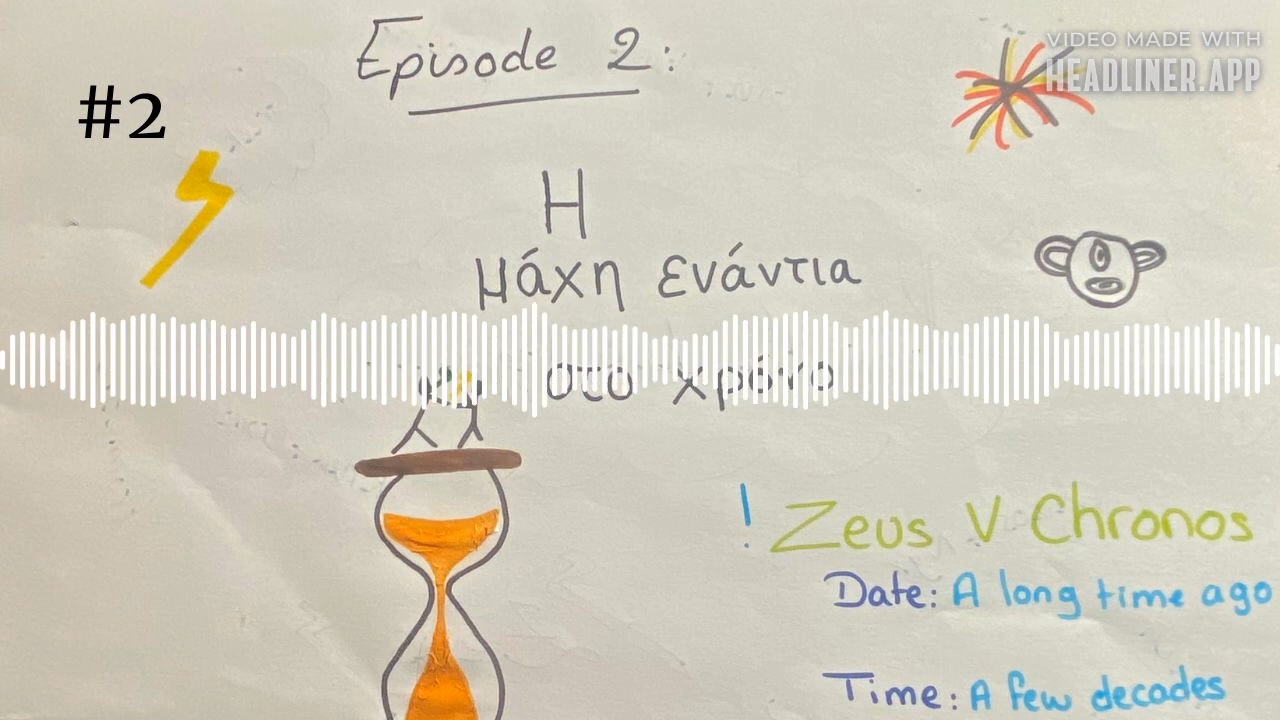 VIDEO MADE WITH
HEADLINER.APP
Episode 2:
#2
Η
μάχη ενάντια
στο χρόνο
! Zeus V Chronos
Date: A long time ago
Time: A few decades